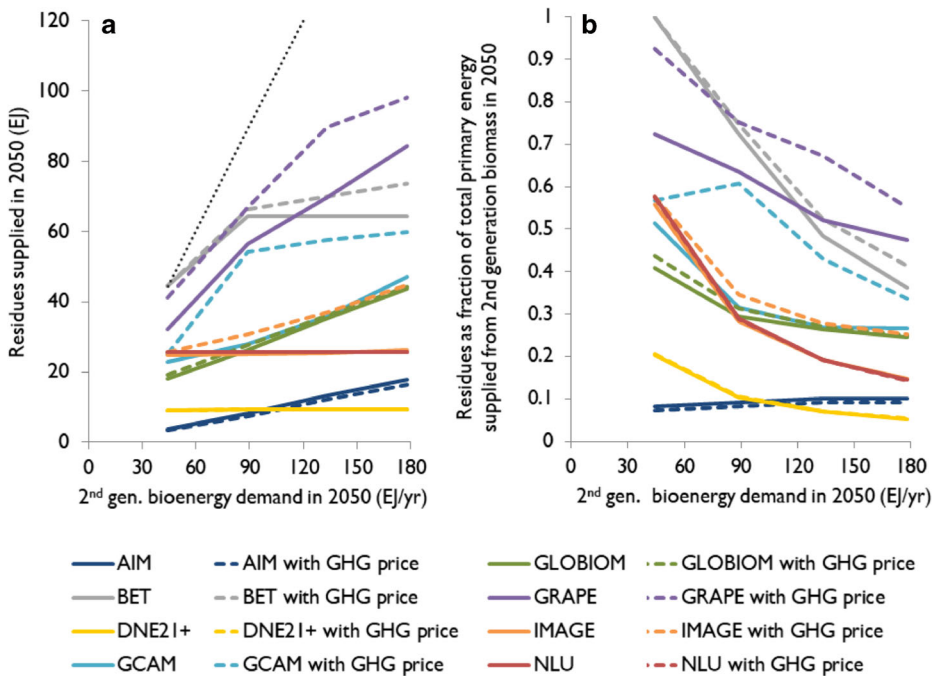 a
Residues supplied in 2050 (EJ)
120
100
80
60
40
20
0
0 30 60 90 120 150 180
2nd gen. bioenergy demand in 2050 (EJ/yr)
b
Residues as fraction of total primary energy
supplied from 2nd generation biomass in 2050
1
0.9
0.8
0.7
0.6
0.5
0.4
0.3
0.2
0.1
0
0 30 60 90 120 150 180
2nd gen. bioenergy demand in 2050 (EJ/yr)
AIM AIM with GHG price GLOBIOM GLOBIOM with GHG price
BET BET with GHG price GRAPE GRAPE with GHG price
DNE21+ DNE21+ with GHG price IMAGE IMAGE with GHG price
GCAM GCAM with GHG price NLU NLU with GHG price